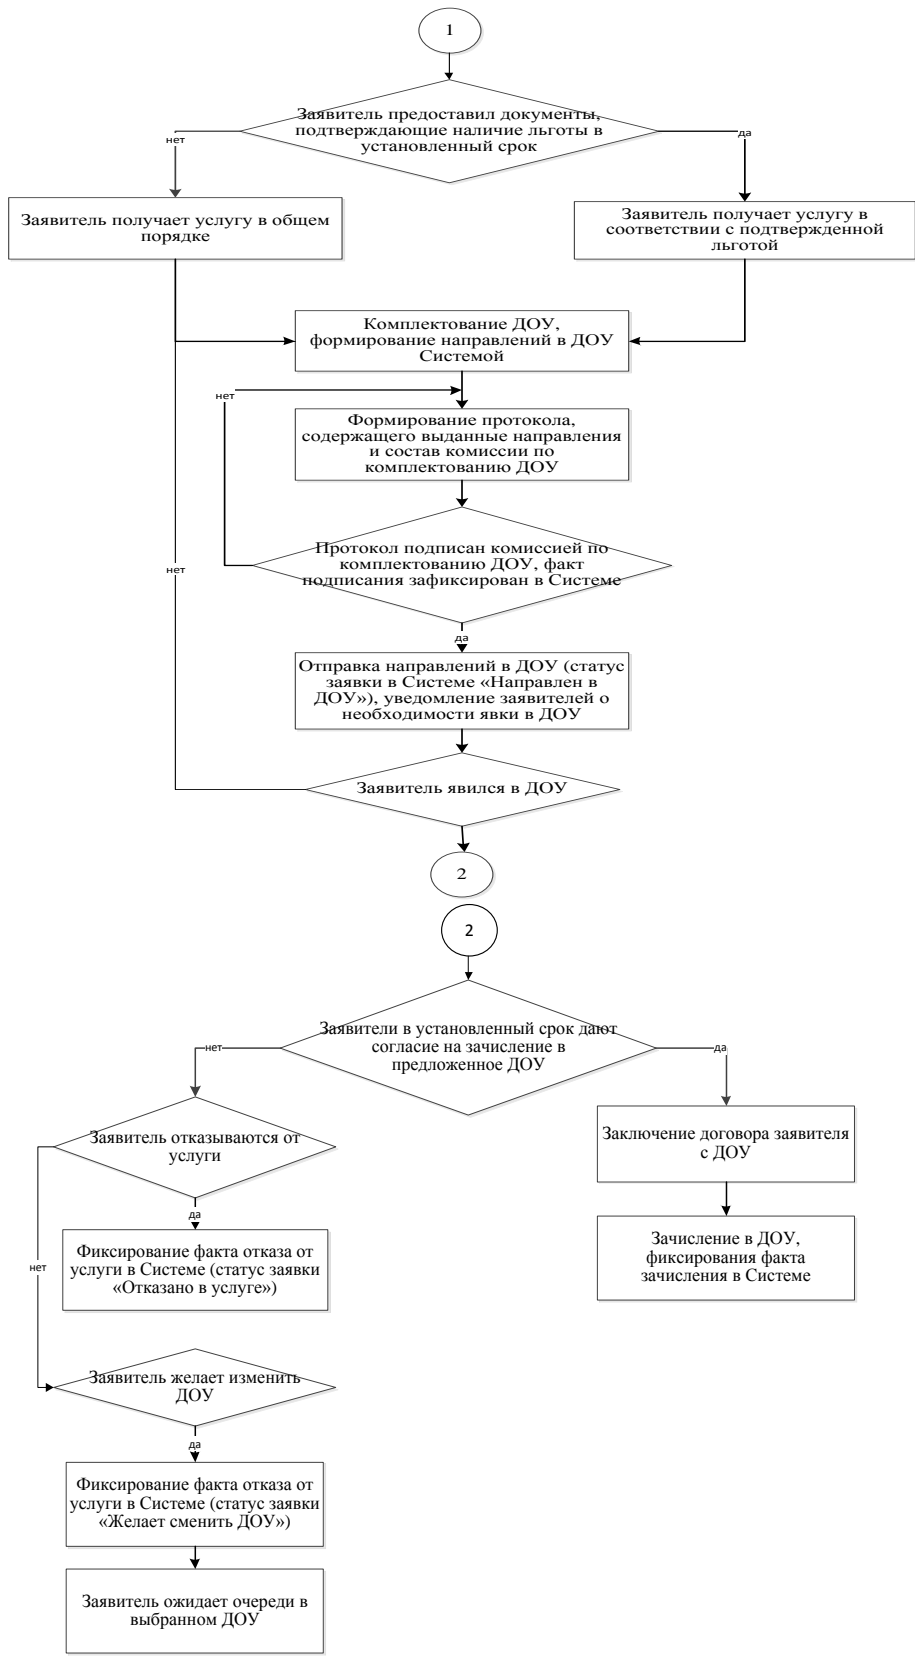 1
Заявитель предоставил документы,
подтверждающие наличие льготы в
установленный срок
нет
да
Заявитель получает услугу в общем
порядке
Заявитель получает услугу в
соответствии с подтвержденной
льготой
Комплектование ДОУ,
формирование направлений в ДОУ
Системой
нет
Формирование протокола,
содержащего выданные направления
и состав комиссии по
комплектованию ДОУ
Протокол подписан комиссией по
комплектованию ДОУ, факт
подписания зафиксирован в Системе
нет
да
Отправка направлений в ДОУ (статус
заявки в Системе «Направлен в
ДОУ»), уведомление заявителей о
необходимости явки в ДОУ
Заявитель явился в ДОУ
2
2
Заявители в установленный срок дают
согласие на зачисление в
предложенное ДОУ
нет
да
Заявитель отказываются от
услуги
Заключение договора заявителя
с ДОУ
да
Фиксирование факта отказа от
услуги в Системе (статус заявки
«Отказано в услуге»)
нет
Зачисление в ДОУ,
фиксирования факта
зачисления в Системе
Заявитель желает изменить
ДОУ
да
Фиксирование факта отказа от
услуги в Системе (статус заявки
«Желает сменить ДОУ»)
Заявитель ожидает очереди в
выбранном ДОУ